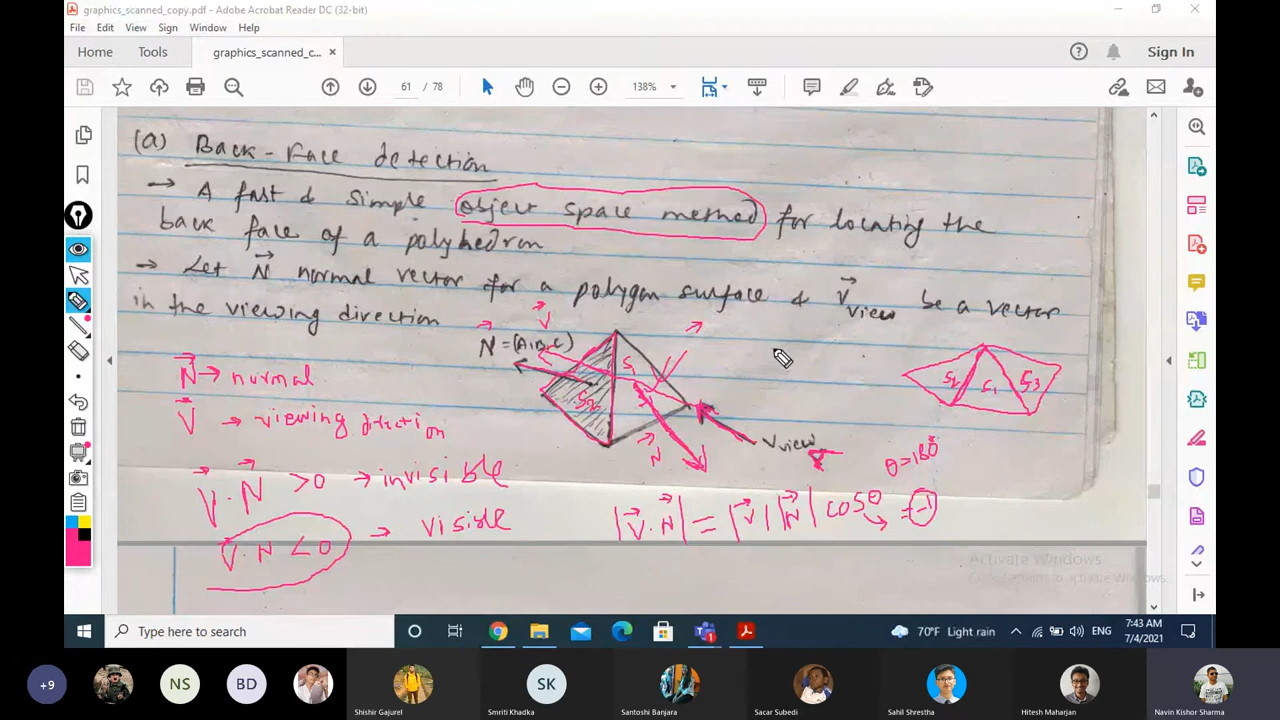 graphics_scanned_copy.pdf - Adobe Acrobat Reader DC (32-bit)
File Edit View Sign Window Help
Home Tools graphics_scanned_c... × Sign In
61 / 78 138%
(a) Back-Face detection
→ A fast & simple object space method for locating the
back face of a polyhedron
→ Let N normal vector for a polygon surface & V view be a vector
in the viewing direction
V
N = (A,B,C)
S1
S2
N → normal
V → viewing direction
N
Vview
S2 S1 S3
V . N >0 → invisible
V . N < 0 → visible
θ=180°
|V . N| = |V| |N| cosθ = -1
Activate Windows
Type here to search
70°F Light rain ENG 7:43 AM
7/4/2021
+9 NS BD SK
Shishir Gajurel Smriti Khadka Santoshi Banjara Sacar Subedi Sahil Shrestha Hitesh Maharjan Navin Kishor Sharma